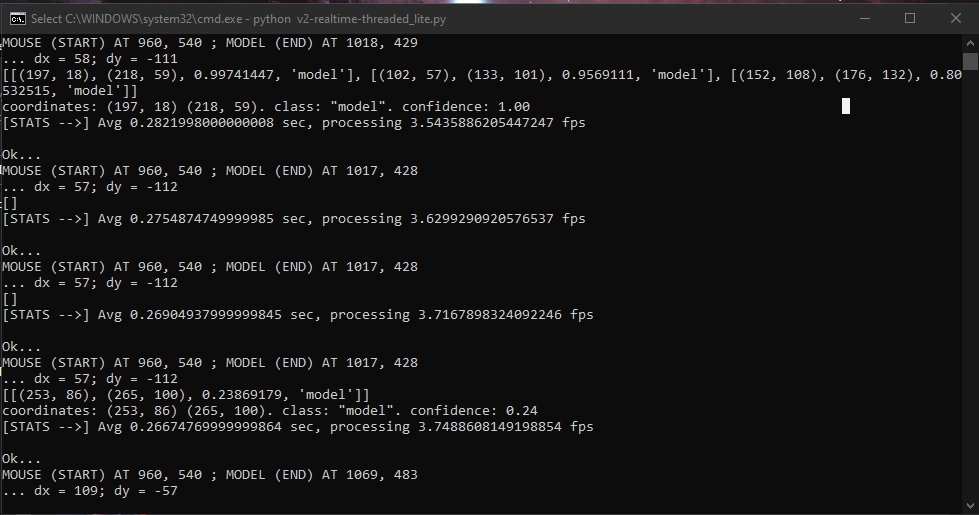 Select C:\WINDOWS\system32\cmd.exe - python  v2-realtime-threaded_lite.py
MOUSE (START) AT 960, 540 ; MODEL (END) AT 1018, 429
... dx = 58; dy = -111
[[(197, 18), (218, 59), 0.99741447, 'model'], [(102, 57), (133, 101), 0.9569111, 'model'], [(152, 108), (176, 132), 0.80
532515, 'model']]
coordinates: (197, 18) (218, 59). class: "model". confidence: 1.00
[STATS -->] Avg 0.2821998000000008 sec, processing 3.5435886205447247 fps
Ok...
MOUSE (START) AT 960, 540 ; MODEL (END) AT 1017, 428
... dx = 57; dy = -112
[]
[STATS -->] Avg 0.2754874749999985 sec, processing 3.6299290920576537 fps
Ok...
MOUSE (START) AT 960, 540 ; MODEL (END) AT 1017, 428
... dx = 57; dy = -112
[]
[STATS -->] Avg 0.26904937999999845 sec, processing 3.7167898324092246 fps
Ok...
MOUSE (START) AT 960, 540 ; MODEL (END) AT 1017, 428
... dx = 57; dy = -112
[[(253, 86), (265, 100), 0.23869179, 'model']]
coordinates: (253, 86) (265, 100). class: "model". confidence: 0.24
[STATS -->] Avg 0.26674769999999864 sec, processing 3.7488608149198854 fps
Ok...
MOUSE (START) AT 960, 540 ; MODEL (END) AT 1069, 483
... dx = 109; dy = -57